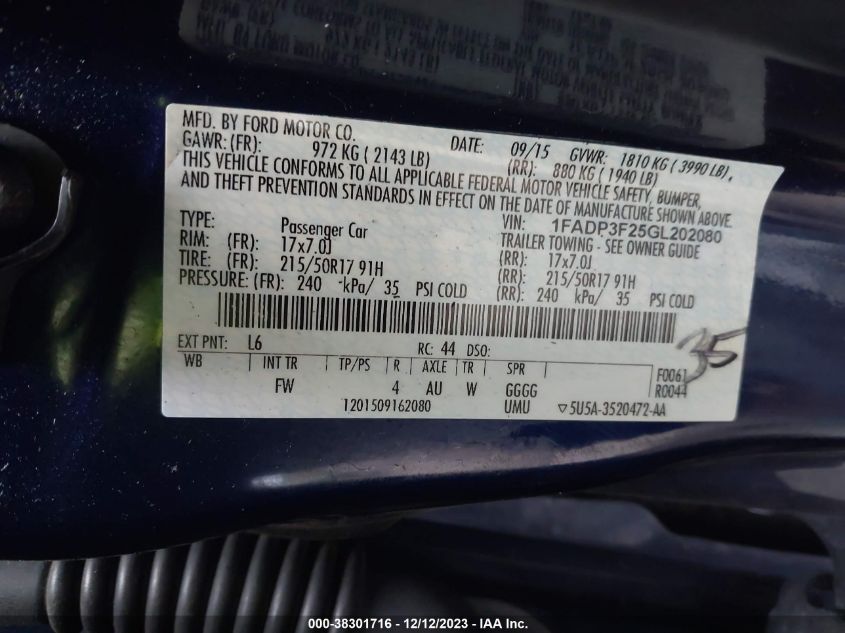 MFD. BY FORD MOTOR CO.
DATE: 09/15 GVWR: 1810 KG ( 3990 LB),
GAWR:(FR): 972 KG ( 2143 LB) (RR): 880 KG ( 1940 LB)
THIS VEHICLE CONFORMS TO ALL APPLICABLE FEDERAL MOTOR VEHICLE SAFETY, BUMPER,
AND THEFT PREVENTION STANDARDS IN EFFECT ON THE DATE OF MANUFACTURE SHOWN ABOVE.
VIN: 1FADP3F25GL202080
TYPE: Passenger Car TRAILER TOWING - SEE OWNER GUIDE
RIM: (FR): 17x7.0J (RR): 17x7.0J
TIRE: (FR): 215/50R17 91H (RR): 215/50R17 91H
PRESSURE:(FR): 240 kPa/ 35 PSI COLD (RR): 240 kPa/ 35 PSI COLD
EXT PNT: L6 RC: 44 DSO:
35
WB INT TR TP/PS R AXLE TR SPR
FW 4 AU W GGGG
F0061
R0044
1201509162080 UMU ▽5U5A-3520472-AA
000-38301716 - 12/12/2023 - IAA Inc.